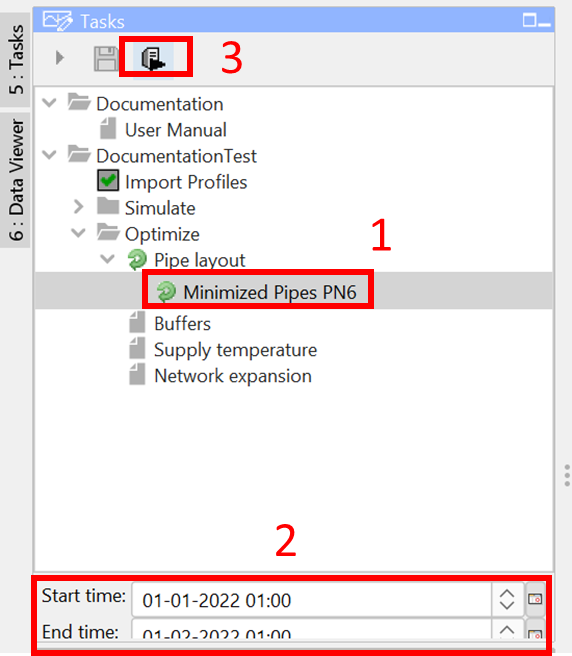 Tasks
5 : Tasks
6 : Data Viewer
3
Documentation
User Manual
DocumentationTest
Import Profiles
Simulate
Optimize
1
Pipe layout
Minimized Pipes PN6
Buffers
Supply temperature
Network expansion
2
Start time: 01-01-2022 01:00
End time: 01-02-2022 01:00